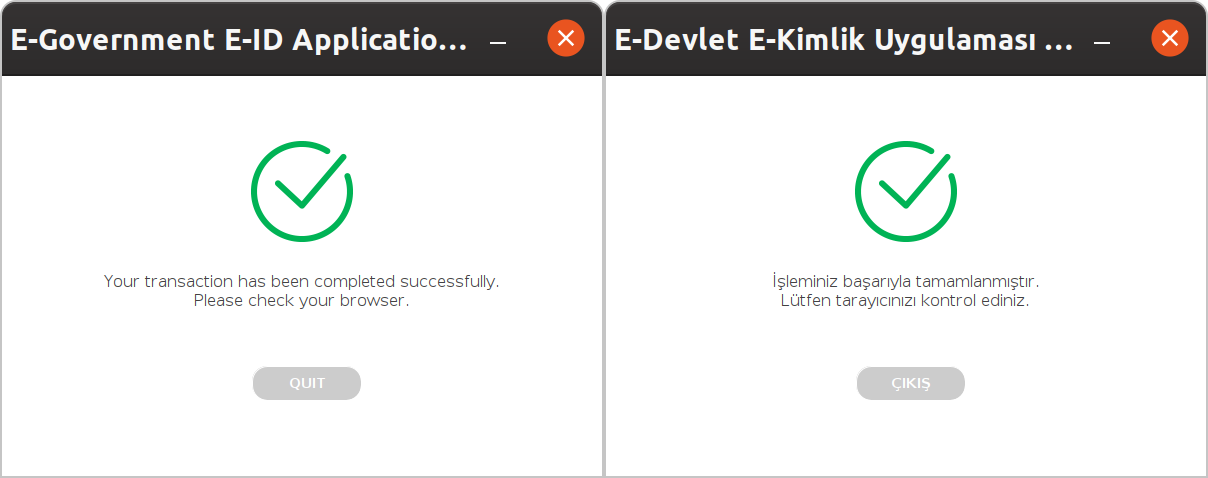 E-Government E-ID Applicatio...
Your transaction has been completed successfully.
Please check your browser.
QUIT
E-Devlet E-Kimlik Uygulaması ...
İşleminiz başarıyla tamamlanmıştır.
Lütfen tarayıcınızı kontrol ediniz.
ÇIKIŞ